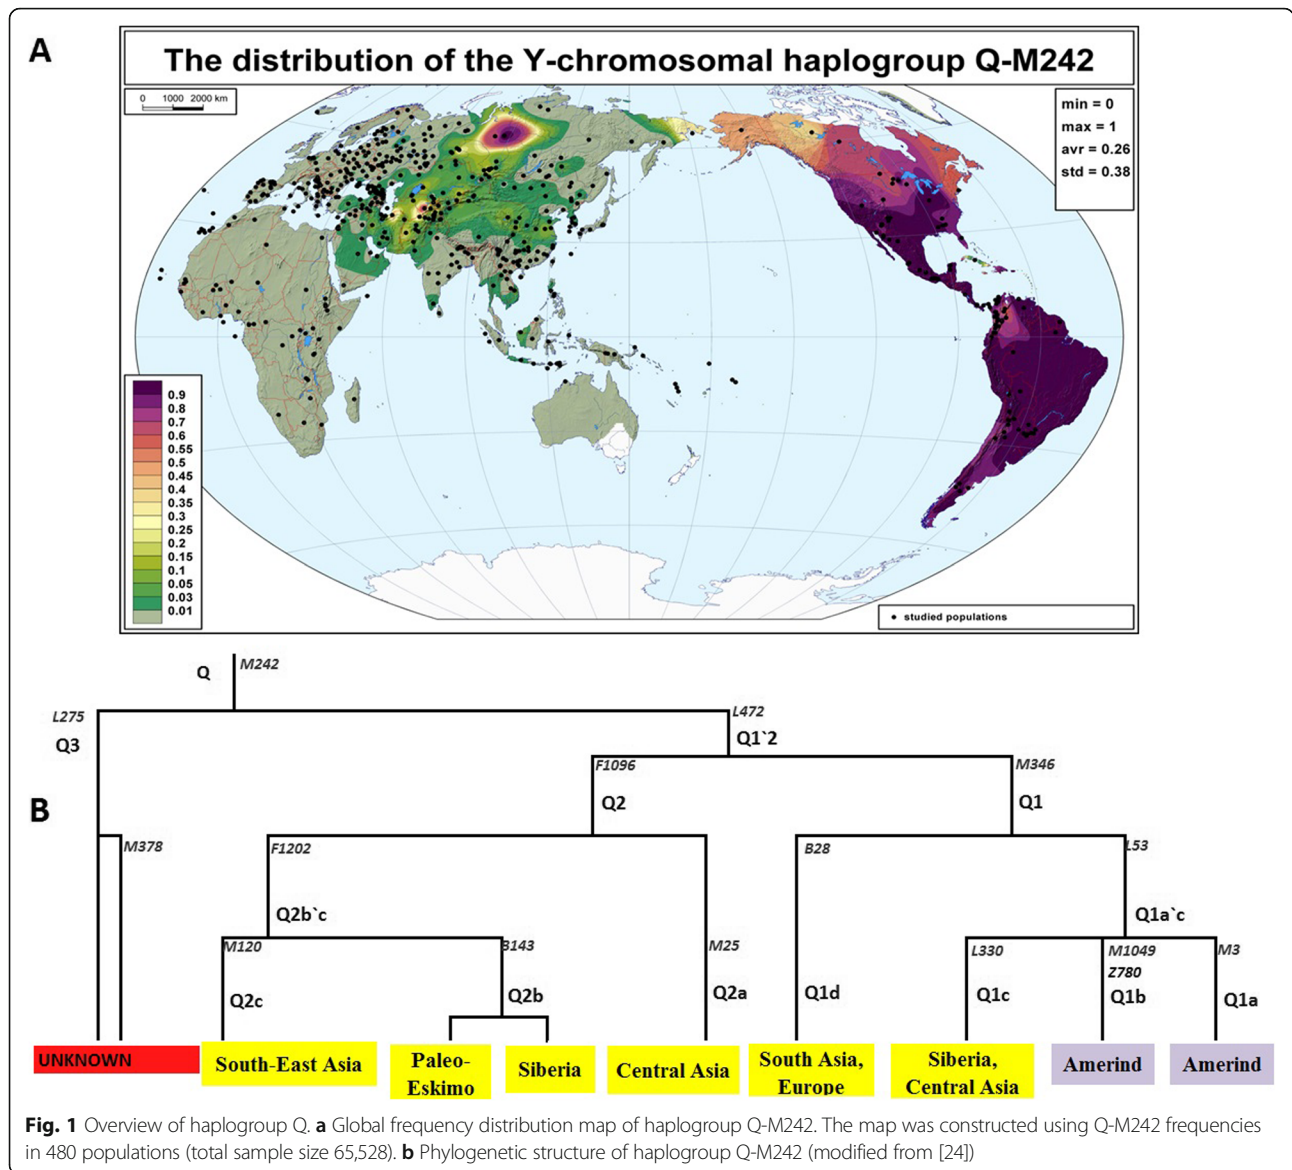 A
The distribution of the Y-chromosomal haplogroup Q-M242
0 1000 2000 km
min = 0
max = 1
avr = 0.26
std = 0.38
0.9
0.8
0.7
0.6
0.55
0.5
0.45
0.4
0.35
0.3
0.25
0.2
0.15
0.1
0.05
0.03
0.01
studied populations
B
Q M242
L275
Q3
L472
Q1`2
F1096
Q2
M346
Q1
M378
F1202
Q2b`c
B28
L53
Q1a`c
M120
Q2c
B143
Q2b
M25
Q2a
Q1d
L330
Q1c
M1049
Z780
Q1b
M3
Q1a
UNKNOWN
South-East Asia
Paleo-
Eskimo
Siberia
Central Asia
South Asia,
Europe
Siberia,
Central Asia
Amerind
Amerind
Fig. 1 Overview of haplogroup Q. a Global frequency distribution map of haplogroup Q-M242. The map was constructed using Q-M242 frequencies
in 480 populations (total sample size 65,528). b Phylogenetic structure of haplogroup Q-M242 (modified from [24])